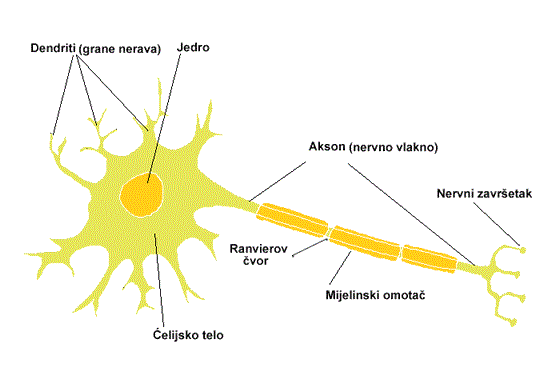 Dendriti (grane nerava)
Jedro
Akson (nervno vlakno)
Nervni završetak
Ranvierov
čvor
Mijelinski omotač
Ćelijsko telo